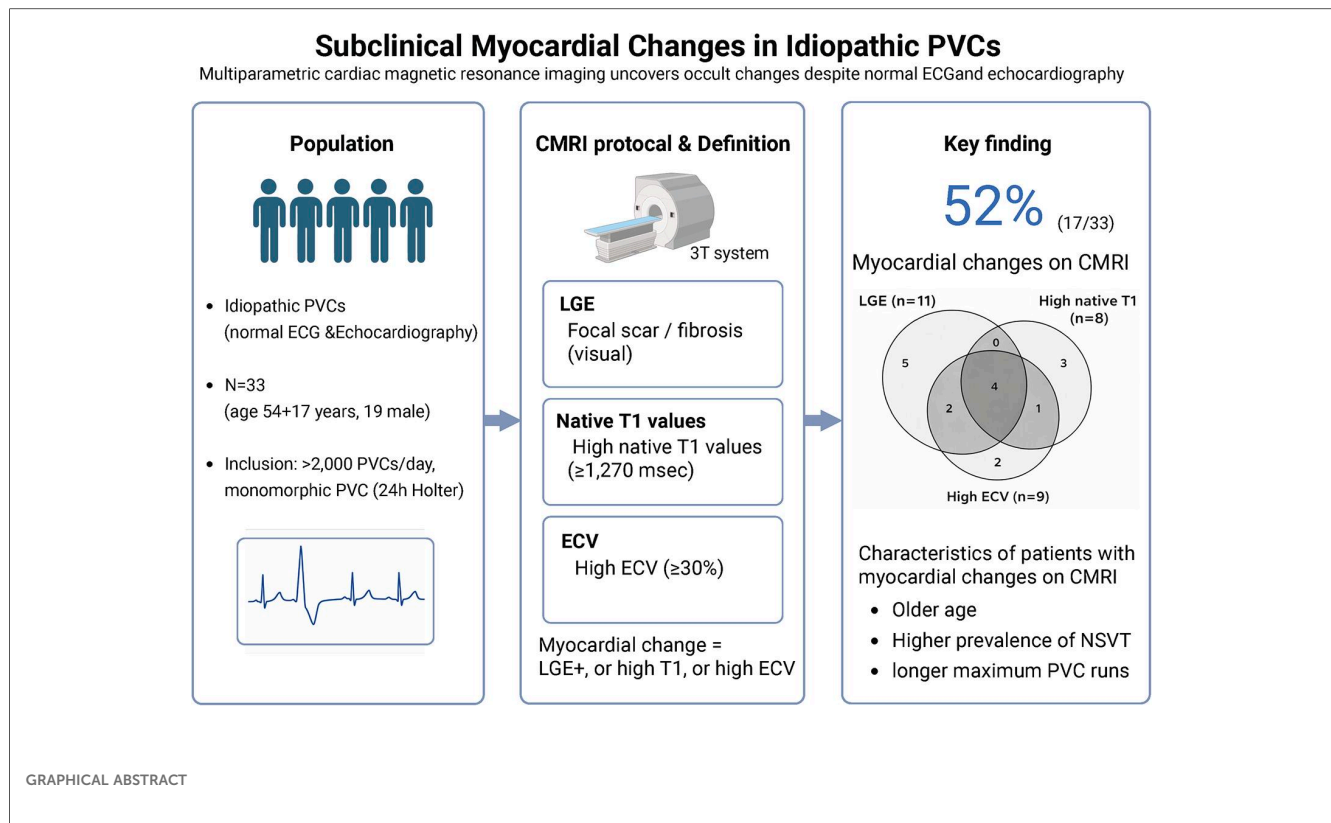 Subclinical Myocardial Changes in Idiopathic PVCs
Multiparametric cardiac magnetic resonance imaging uncovers occult changes despite normal ECGand echocardiography
Population
• Idiopathic PVCs
(normal ECG &Echocardiography)
• N=33
(age 54+17 years, 19 male)
• Inclusion: >2,000 PVCs/day,
monomorphic PVC (24h Holter)
CMRI protocal & Definition
3T system
LGE
Focal scar / fibrosis
(visual)
Native T1 values
High native T1 values
(≥1,270 msec)
ECV
High ECV (≥30%)
Myocardial change =
LGE+, or high T1, or high ECV
Key finding
52% (17/33)
Myocardial changes on CMRI
LGE (n=11)
High native T1
(n=8)
0
5
3
4
2
1
2
High ECV (n=9)
Characteristics of patients with
myocardial changes on CMRI
• Older age
• Higher prevalence of NSVT
• longer maximum PVC runs
GRAPHICAL ABSTRACT